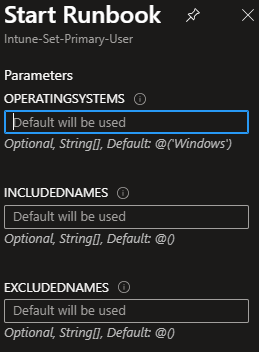 Start Runbook
Intune-Set-Primary-User
Parameters
OPERATINGSYSTEMS
Default will be used
Optional, String[], Default: @('Windows')
INCLUDEDNAMES
Default will be used
Optional, String[], Default: @()
EXCLUDEDNAMES
Default will be used
Optional, String[], Default: @()